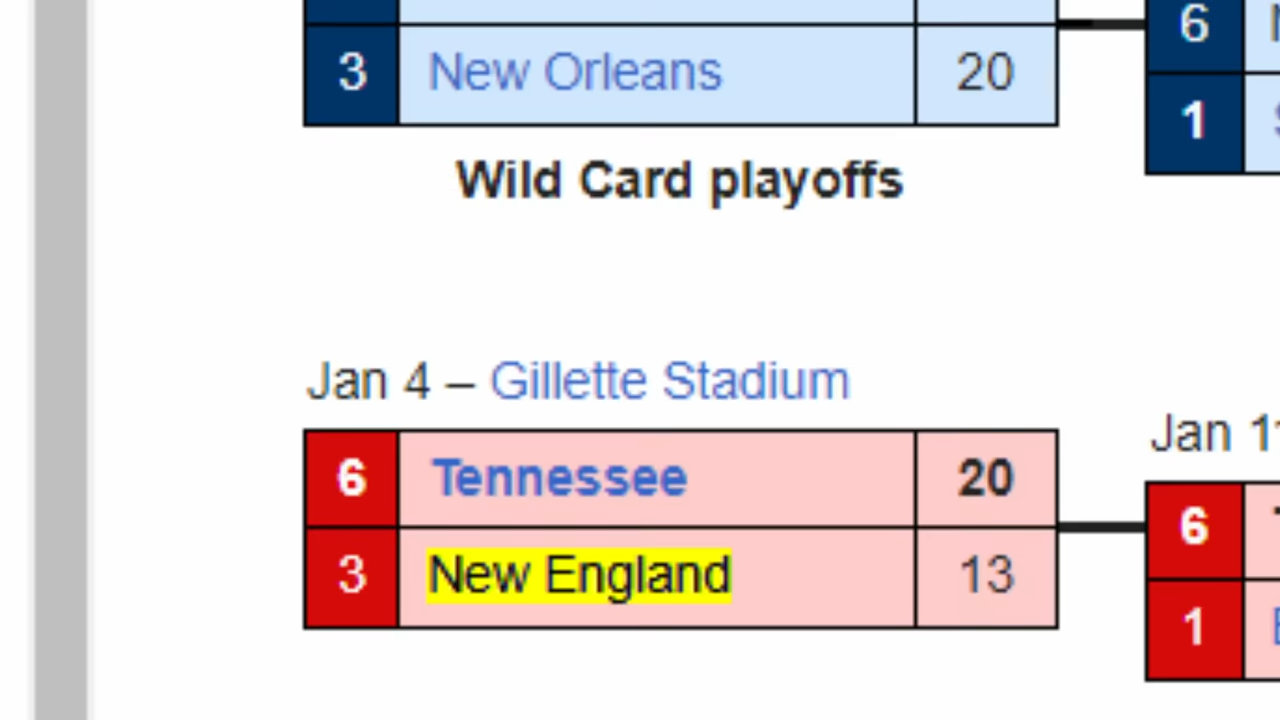 6
3 New Orleans 20
1
Wild Card playoffs
Jan 4 – Gillette Stadium
Jan 11
6 Tennessee 20
6
3 New England 13
1